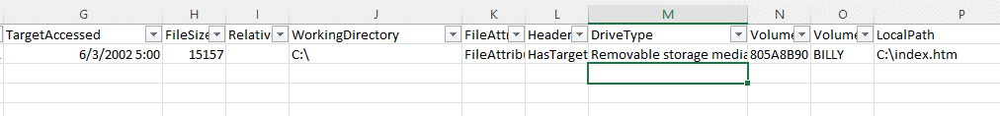 G H I J K L M N O P
TargetAccessed FileSize Relativ WorkingDirectory FileAttri Header DriveType Volume Volume LocalPath
6/3/2002 5:00 15157 C:\ FileAttribu HasTarget Removable storage media 805A8B90 BILLY C:\index.htm